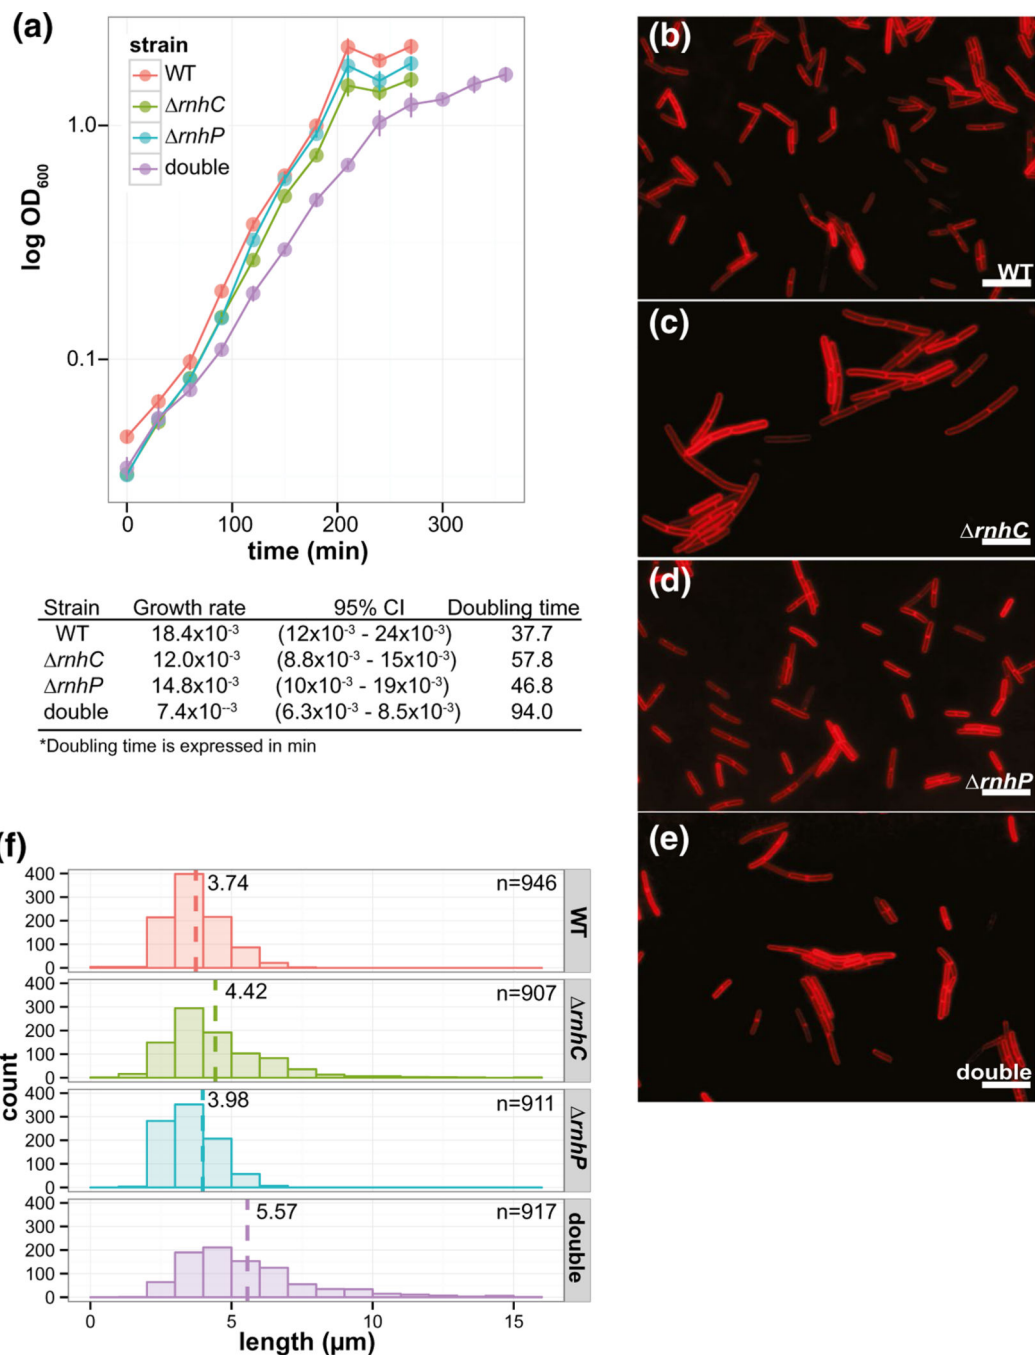 (a)
strain
WT
ΔrnhC
ΔrnhP
double
1.0
0.1
log OD600
0 100 200 300
time (min)
Strain Growth rate 95% CI Doubling time
WT 18.4x10-3 (12x10-3 - 24x10-3) 37.7
ΔrnhC 12.0x10-3 (8.8x10-3 - 15x10-3) 57.8
ΔrnhP 14.8x10-3 (10x10-3 - 19x10-3) 46.8
double 7.4x10--3 (6.3x10-3 - 8.5x10-3) 94.0
*Doubling time is expressed in min
(b)
WT
(c)
ΔrnhC
(d)
ΔrnhP
(e)
double
(f)
count
400
300
200
100
0
3.74 n=946
WT
400
300
200
100
0
4.42 n=907
ΔrnhC
400
300
200
100
0
3.98 n=911
ΔrnhP
400
300
200
100
0
5.57 n=917
double
0 5 10 15
length (µm)